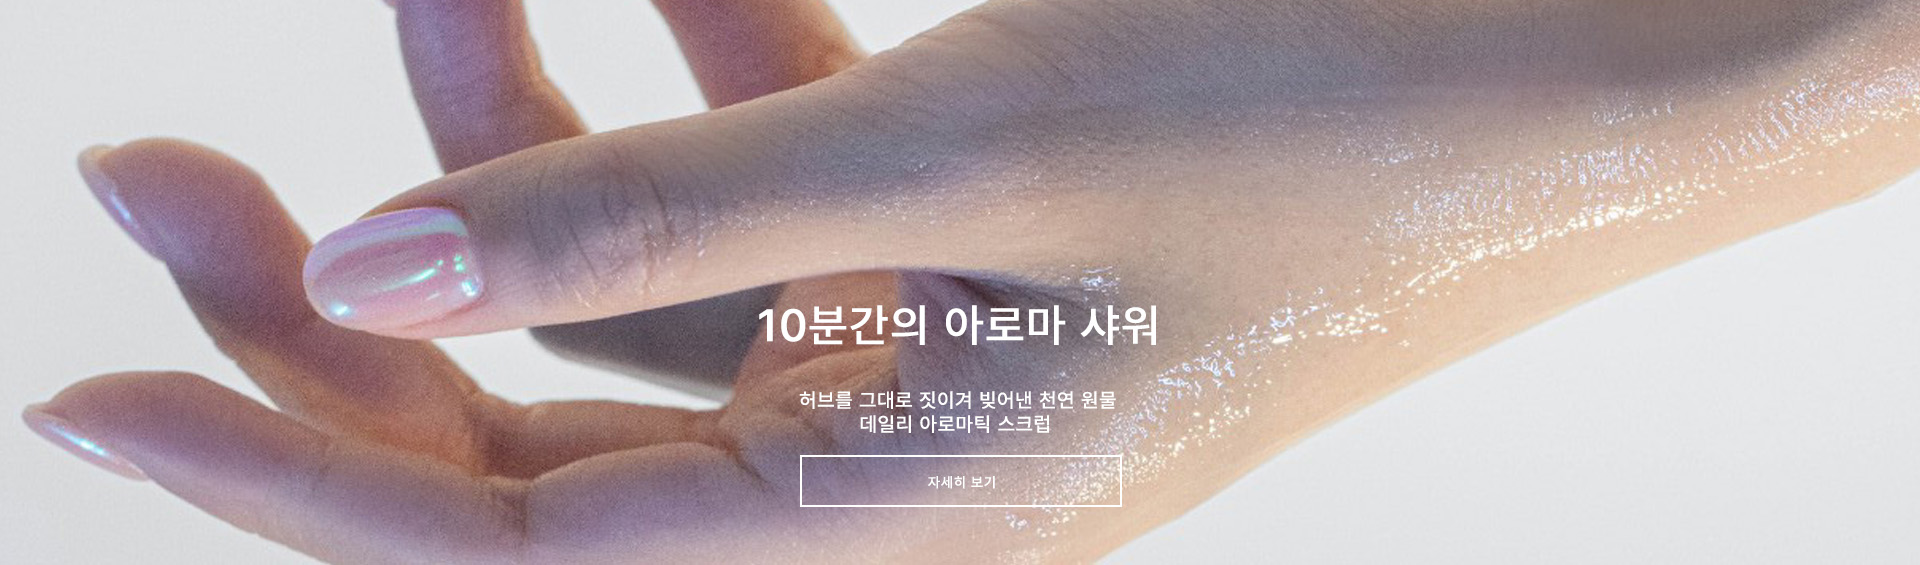 10분간의 아로마 샤워
허브를 그대로 짓이겨 빚어낸 천연 원물
데일리 아로마틱 스크럽
자세히 보기